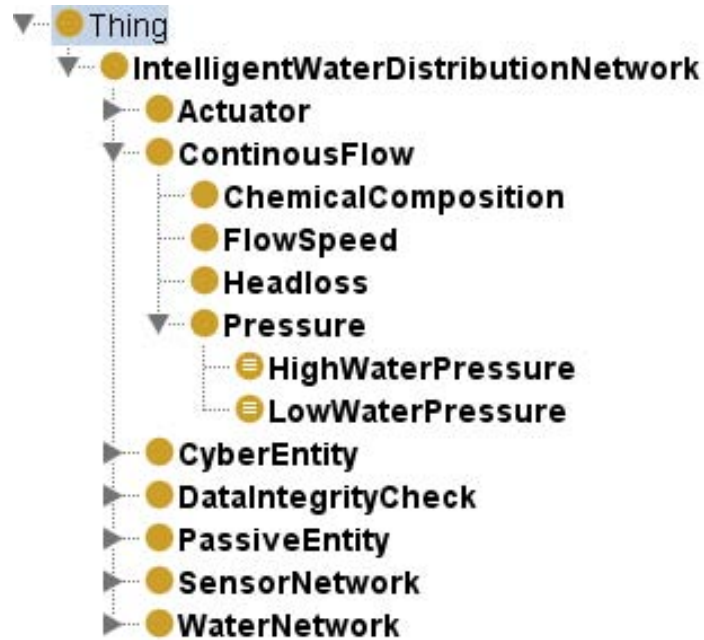 Thing
IntelligentWaterDistributionNetwork
Actuator
ContinousFlow
ChemicalComposition
FlowSpeed
Headloss
Pressure
HighWaterPressure
LowWaterPressure
CyberEntity
DataIntegrityCheck
PassiveEntity
SensorNetwork
WaterNetwork